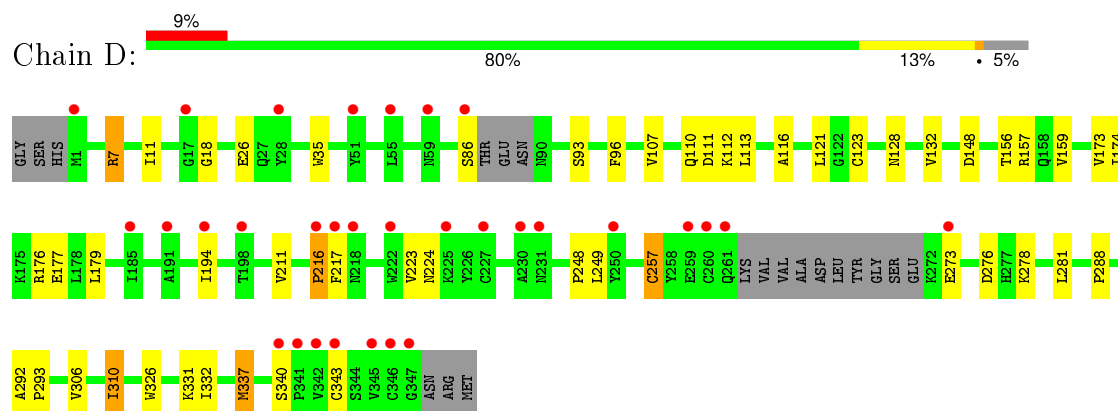 9%
Chain D:
80% 13% • 5%
GLY SER HIS M1 R7 I11 G17 G18 E26 Q27 Y28 W35 Y51 L55 N59 S86 THR GLU ASN N90 S93 F96 V107 Q110 D111 K112 L113 A116 L121 G122 C123 N128 V132 D148 T156 R157 Q158 V159 V173 I174
K175 R176 E177 L178 L179 I185 A191 I194 T198 V211 P216 F217 N218 W222 V223 N224 K225 Y226 C227 A230 N231 P248 L249 Y250 C257 Y258 E259 C260 Q261 LYS VAL VAL ALA ASP LEU TYR GLY SER GLU K272 E273 D276 H277 K278 L281 P288
A292 P293 V306 I310 W326 K331 I332 M337 S340 P341 V342 C343 S344 V345 C346 G347 ASN ARG MET